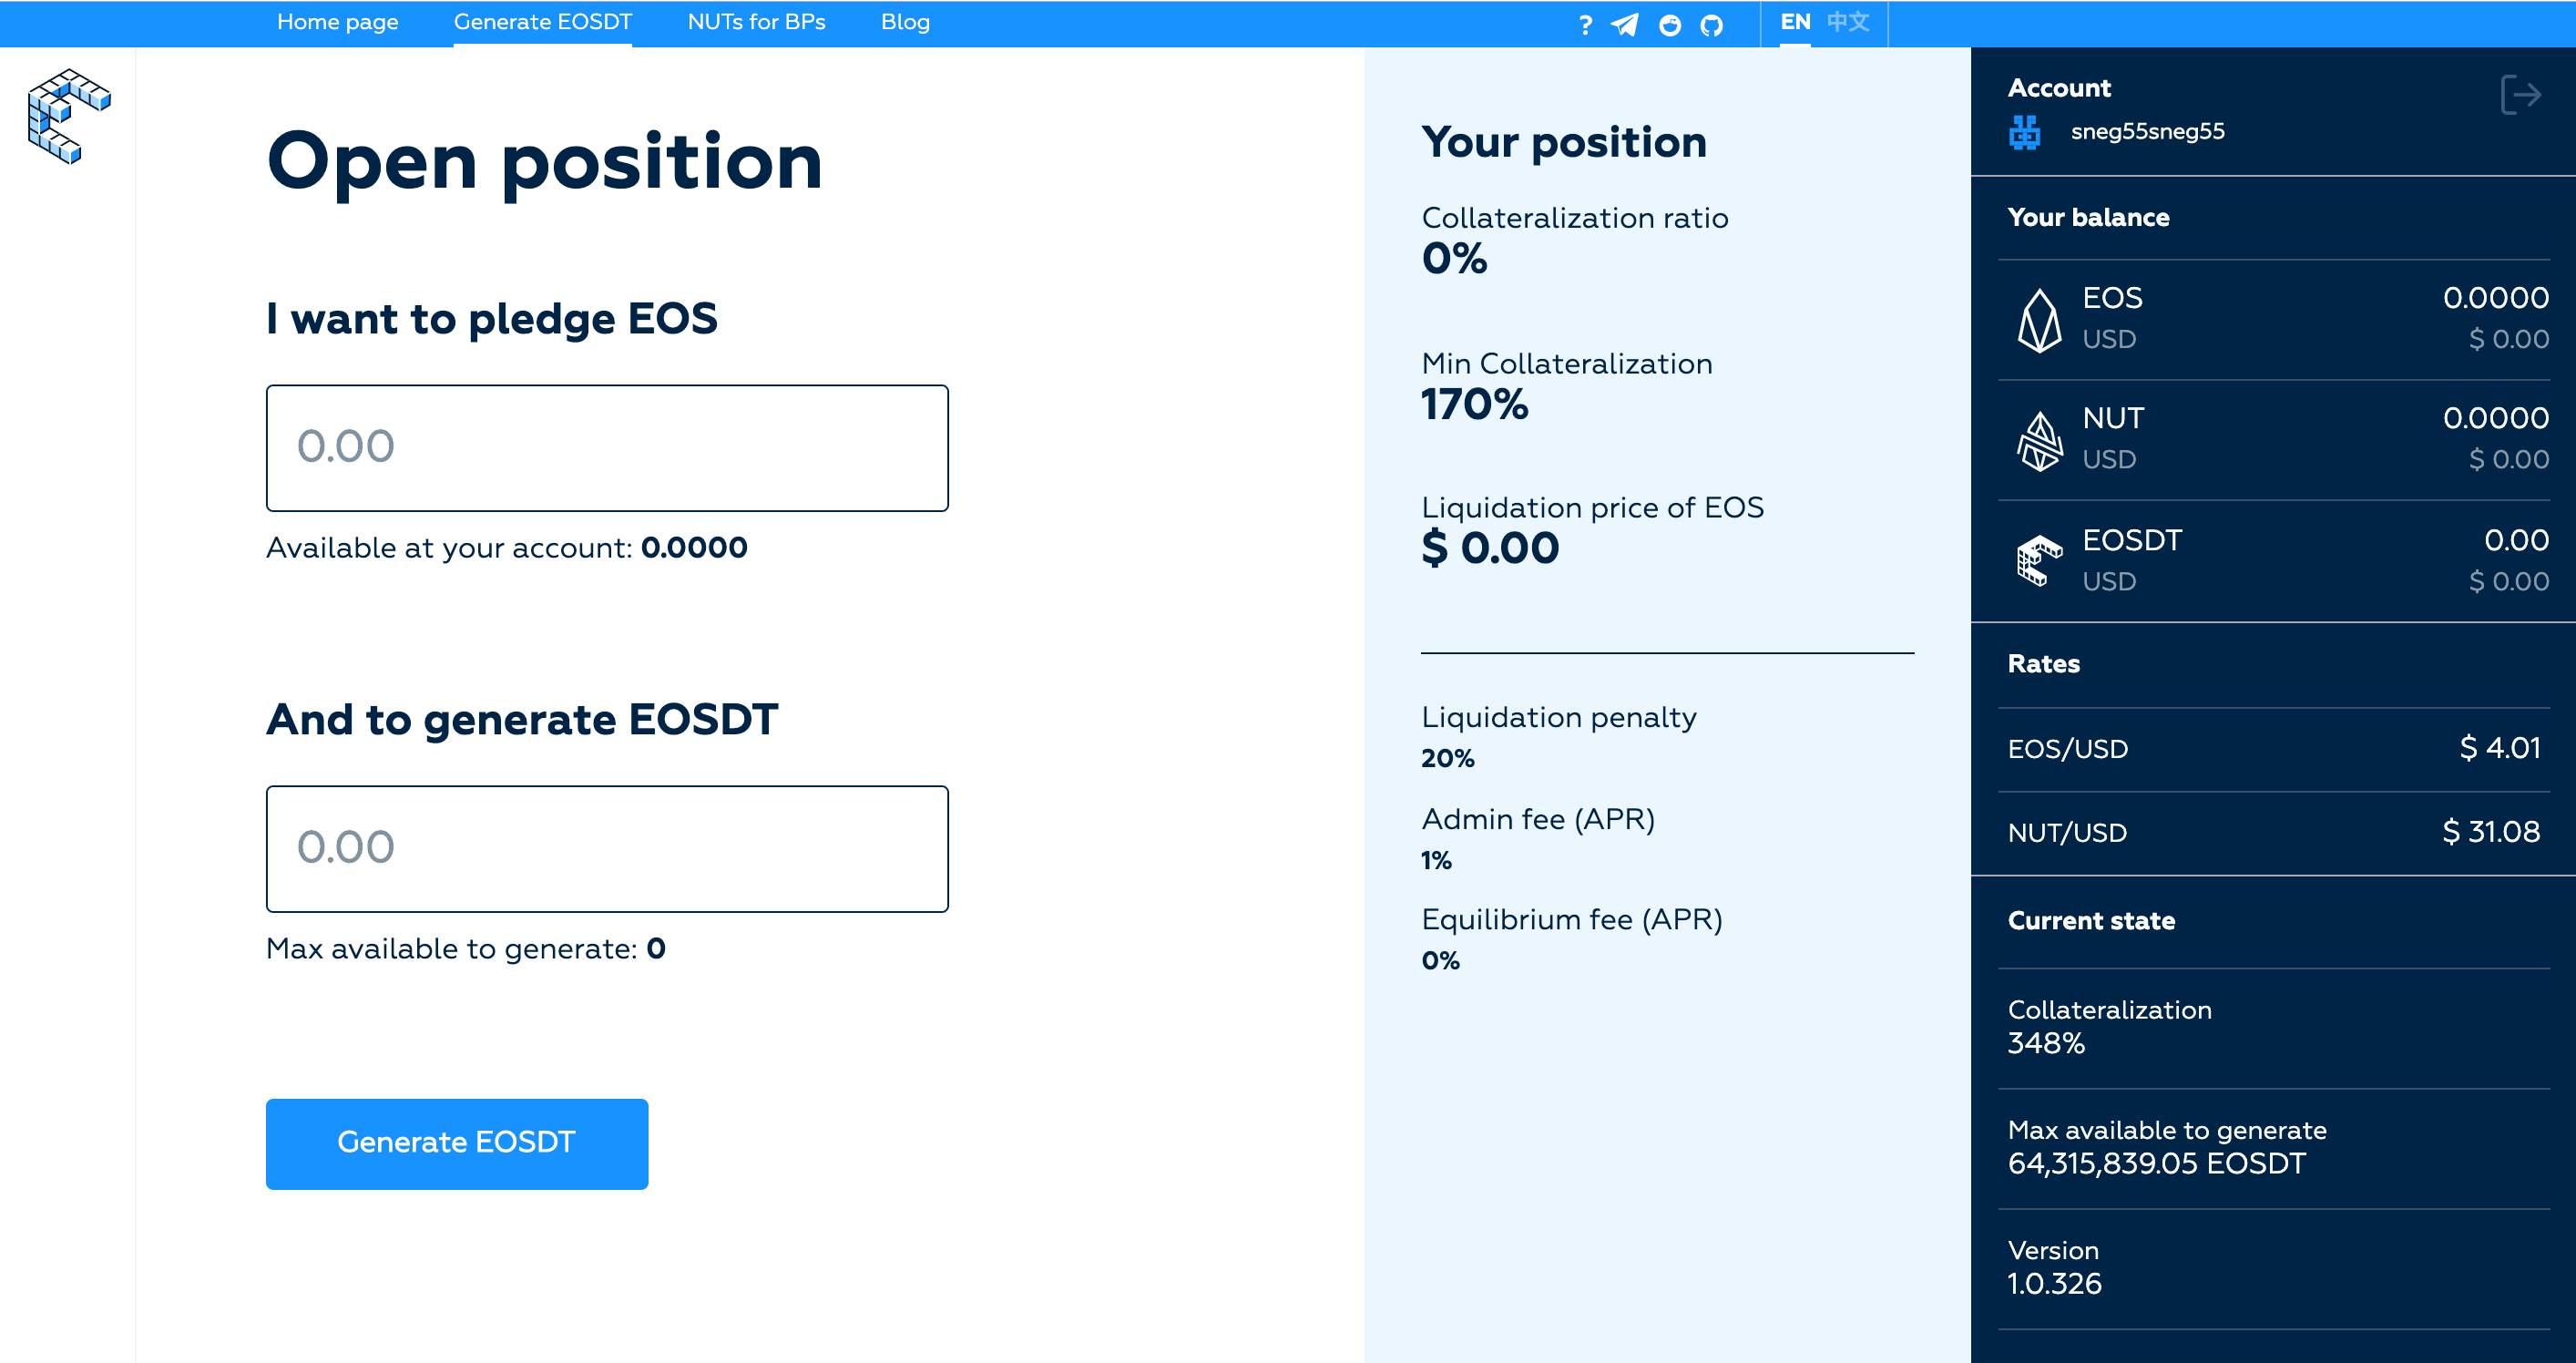 Home page Generate EOSDT NUTs for BPs Blog ? EN 中文
Open position
I want to pledge EOS
0.00
Available at your account: 0.0000
And to generate EOSDT
0.00
Max available to generate: 0
Generate EOSDT
Your position
Collateralization ratio
0%
Min Collateralization
170%
Liquidation price of EOS
$ 0.00
Liquidation penalty
20%
Admin fee (APR)
1%
Equilibrium fee (APR)
0%
Account
sneg55sneg55
Your balance
EOS 0.0000
USD $ 0.00
NUT 0.0000
USD $ 0.00
EOSDT 0.00
USD $ 0.00
Rates
EOS/USD $ 4.01
NUT/USD $ 31.08
Current state
Collateralization
348%
Max available to generate
64,315,839.05 EOSDT
Version
1.0.326